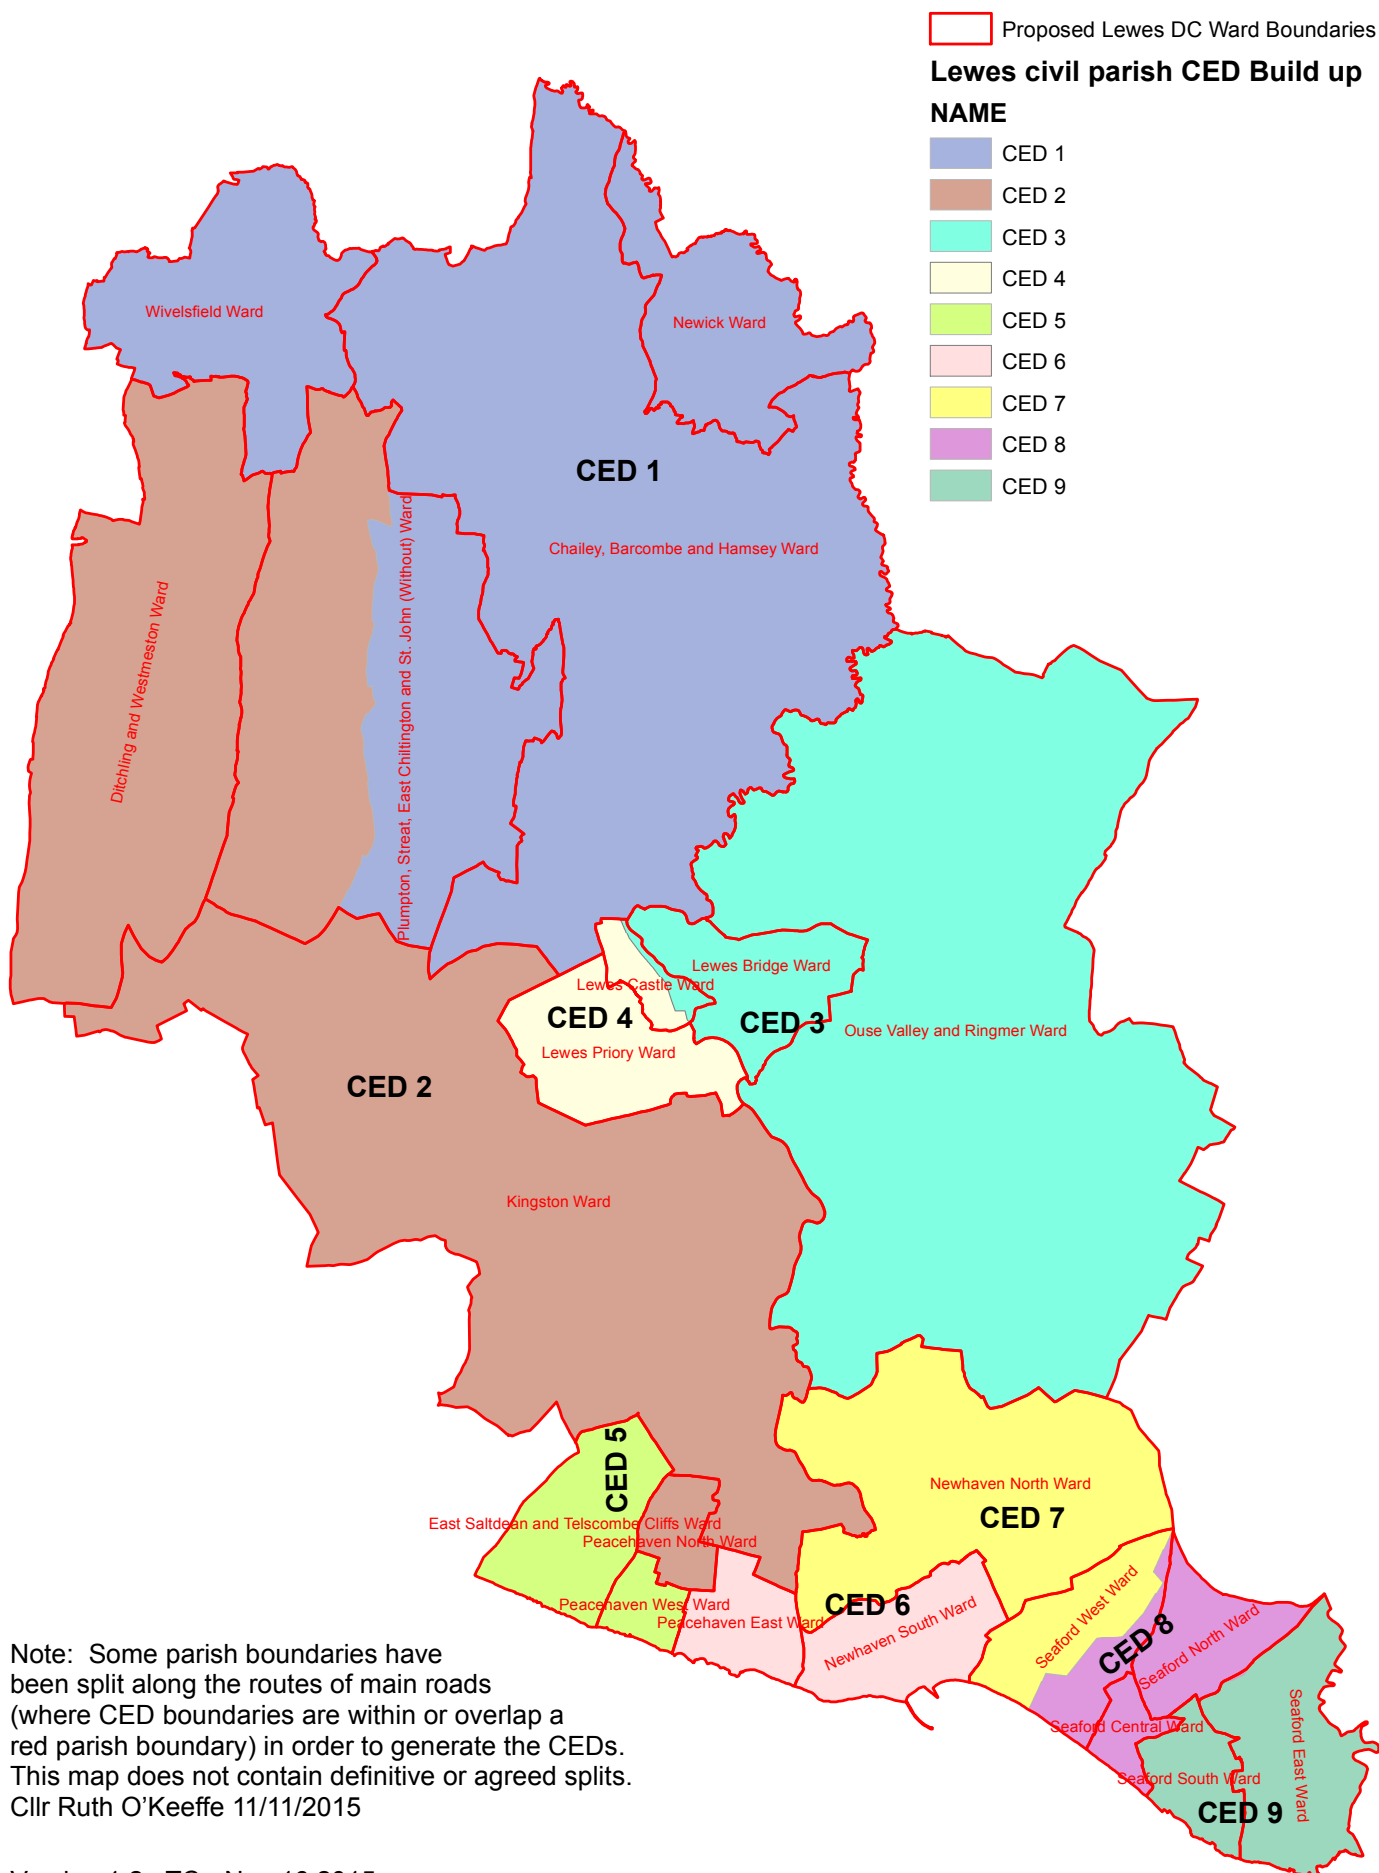 Proposed Lewes DC Ward Boundaries
Lewes civil parish CED Build up
NAME
CED 1
CED 2
CED 3
CED 4
CED 5
CED 6
CED 7
CED 8
CED 9
Wivelsfield Ward
Newick Ward
CED 1
Chailey, Barcombe and Hamsey Ward
Ditchling and Westmeston Ward
Plumpton, Streat, East Chiltington and St. John (Without) Ward
Lewes Bridge Ward
Lewes Castle Ward
CED 4
CED 3
Ouse Valley and Ringmer Ward
Lewes Priory Ward
CED 2
Kingston Ward
CED 5
Newhaven North Ward
CED 7
East Saltdean and Telscombe Cliffs Ward
Peacehaven North Ward
Peacehaven West Ward
Peacehaven East Ward
CED 6
Newhaven South Ward
Seaford West Ward
CED 8
Seaford North Ward
Seaford Central Ward
Seaford South Ward
Seaford East Ward
CED 9
Note: Some parish boundaries have
been split along the routes of main roads
(where CED boundaries are within or overlap a
red parish boundary) in order to generate the CEDs.
This map does not contain definitive or agreed splits.
Cllr Ruth O'Keeffe 11/11/2015